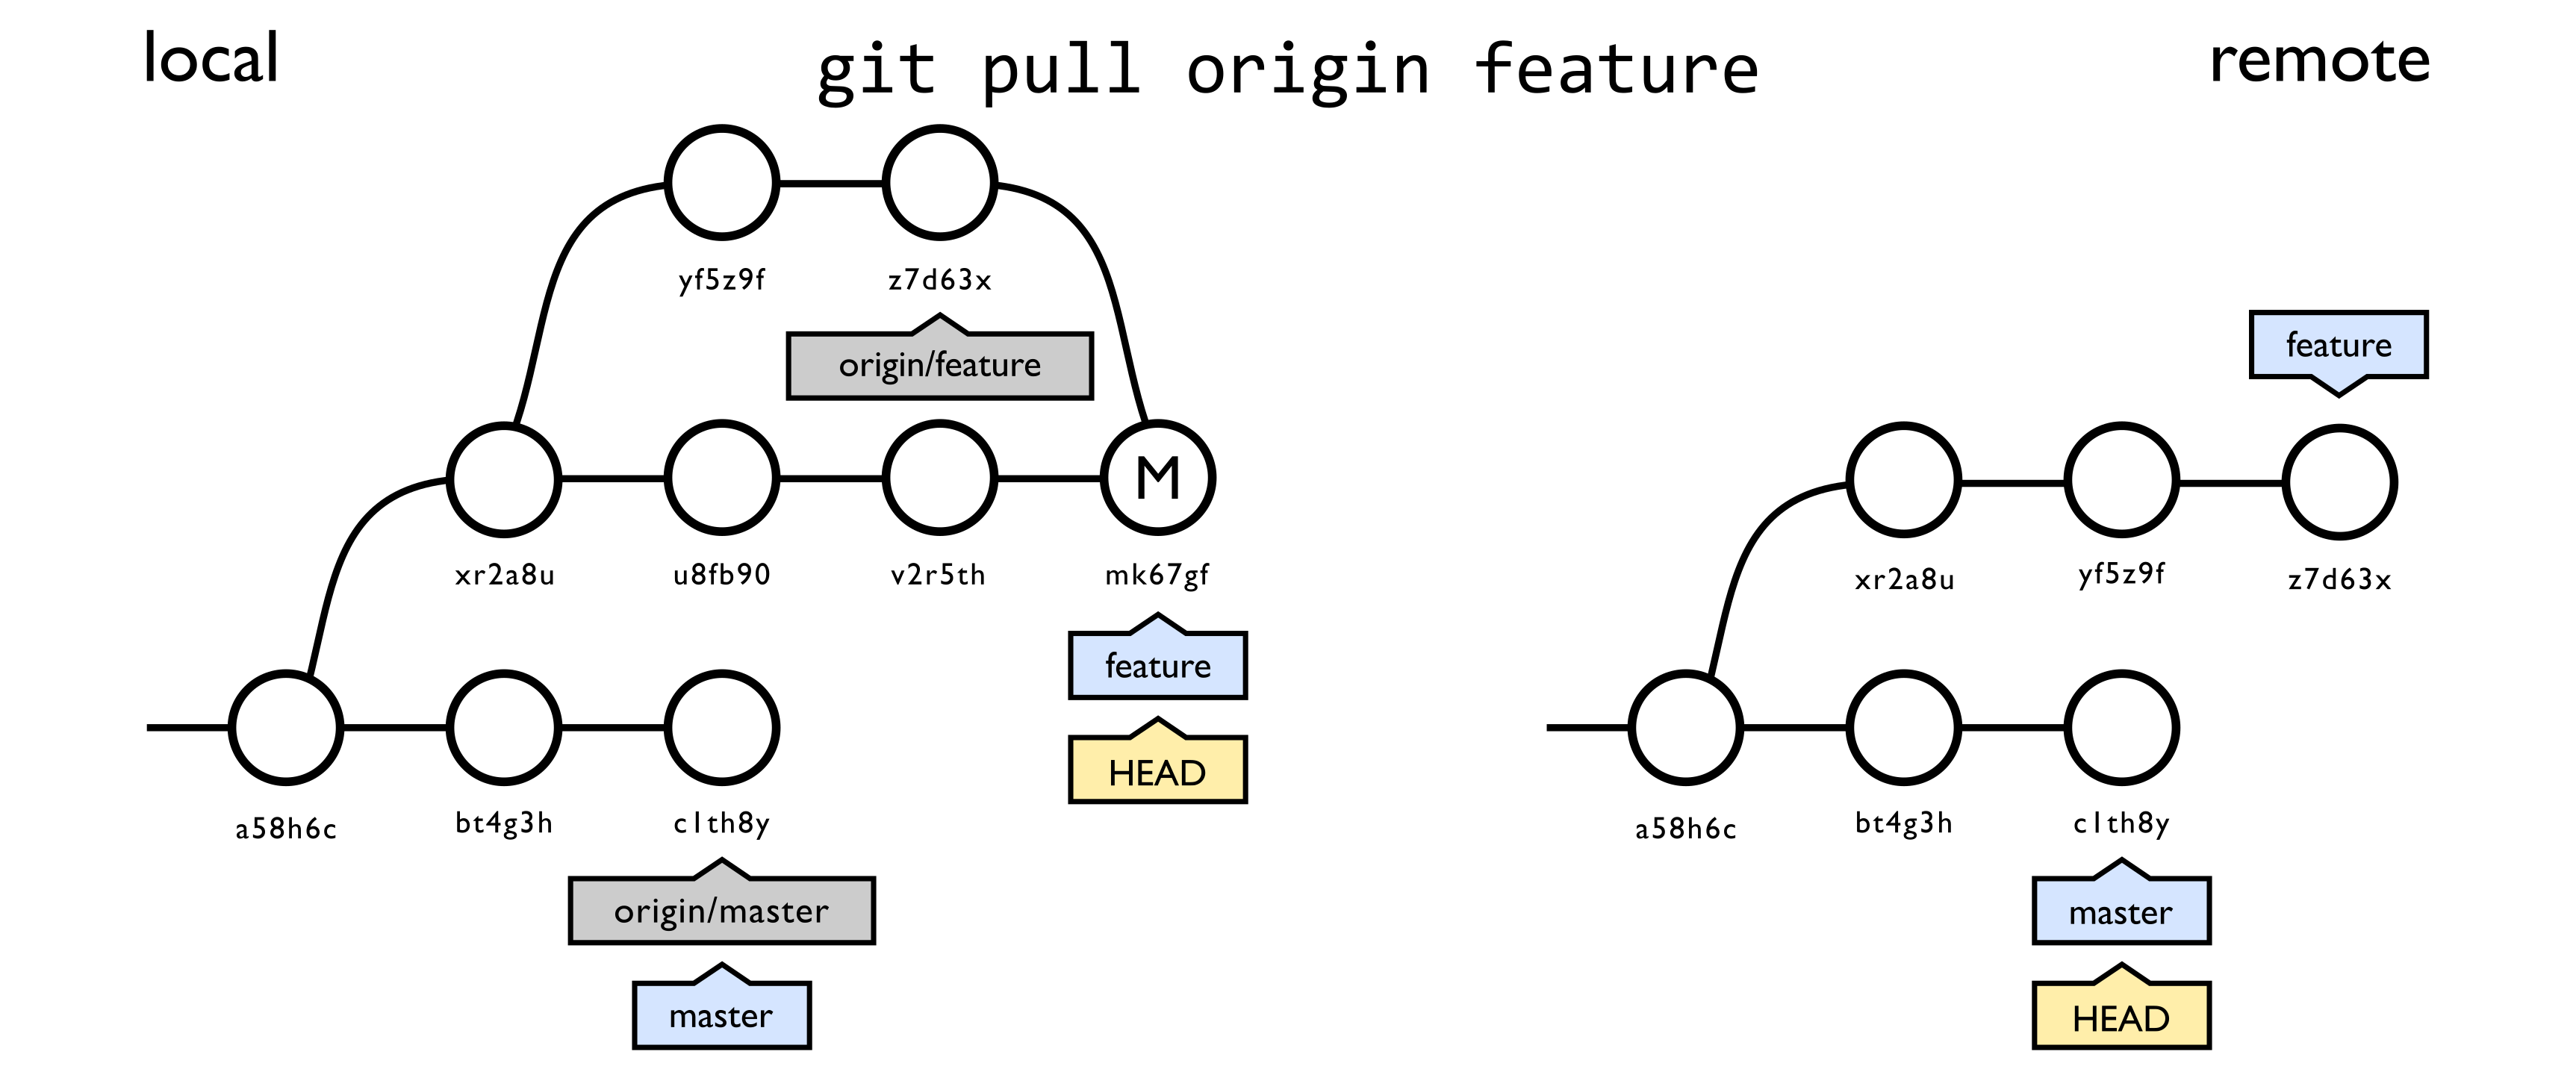 local
git pull origin feature
remote
yf5z9f
z7d63x
origin/feature
feature
M
xr2a8u
u8fb90
v2r5th
mk67gf
xr2a8u
yf5z9f
z7d63x
feature
HEAD
a58h6c
bt4g3h
c1th8y
a58h6c
bt4g3h
c1th8y
origin/master
master
master
HEAD